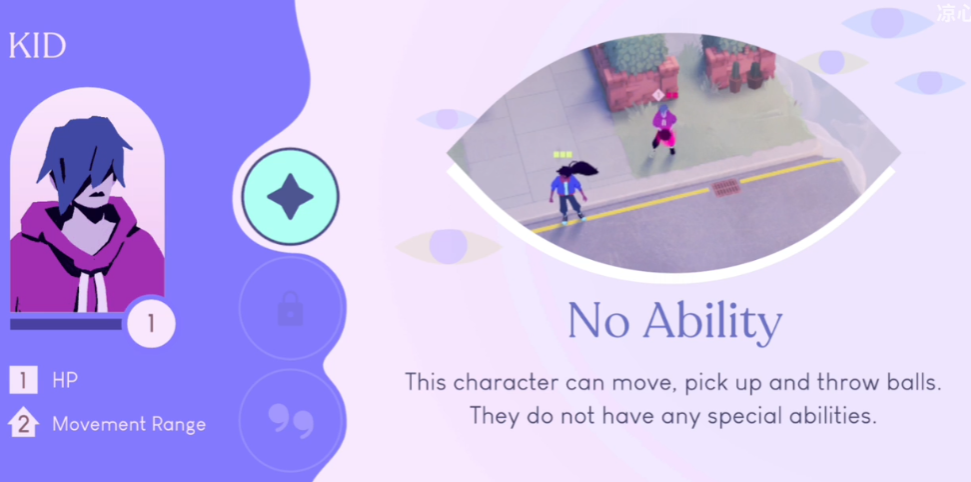 凉心
KID
1
1 HP
2 Movement Range
No Ability
This character can move, pick up and throw balls.
They do not have any special abilities.